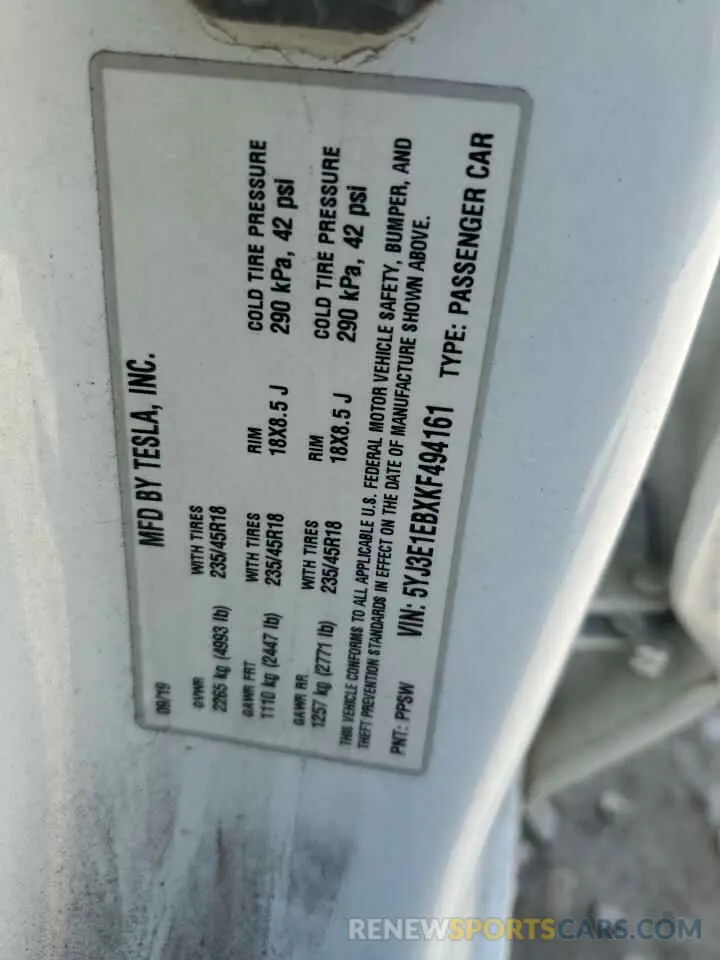 MFD BY TESLA, INC.
09/19
GVWR
2265 kg (4993 lb)
WITH TIRES
235/45R18
GAWR FRT
1110 kg (2447 lb)
WITH TIRES
235/45R18
RIM
18X8.5 J
COLD TIRE PRESSURE
290 kPa, 42 psi
GAWR RR
1257 kg (2771 lb)
WITH TIRES
235/45R18
RIM
18X8.5 J
COLD TIRE PRESSURE
290 kPa, 42 psi
THIS VEHICLE CONFORMS TO ALL APPLICABLE U.S. FEDERAL MOTOR VEHICLE SAFETY, BUMPER, AND
THEFT PREVENTION STANDARDS IN EFFECT ON THE DATE OF MANUFACTURE SHOWN ABOVE.
PNT: PPSW VIN: 5YJ3E1EBXKF494161 TYPE: PASSENGER CAR
RENEWSPORTSCARS.COM